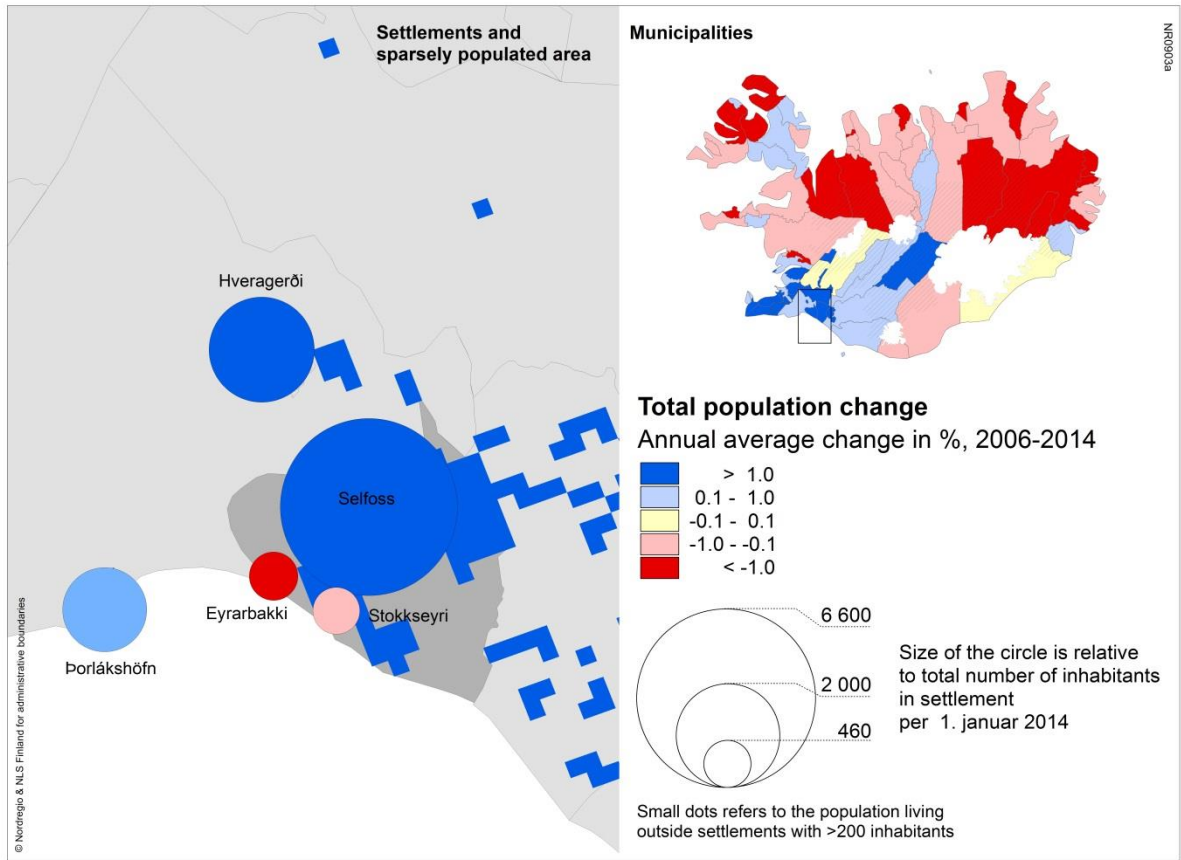 Settlements and
sparsely populated area
Hveragerði
Selfoss
Eyrarbakki
Stokkseyri
Þorlákshöfn
© Nordregio & NLS Finland for administrative boundaries
Municipalities
NR0903a
Total population change
Annual average change in %, 2006-2014
> 1.0
0.1 - 1.0
-0.1 - 0.1
-1.0 - -0.1
< -1.0
6 600
2 000
460
Size of the circle is relative
to total number of inhabitants
in settlement
per 1. januar 2014
Small dots refers to the population living
outside settlements with >200 inhabitants